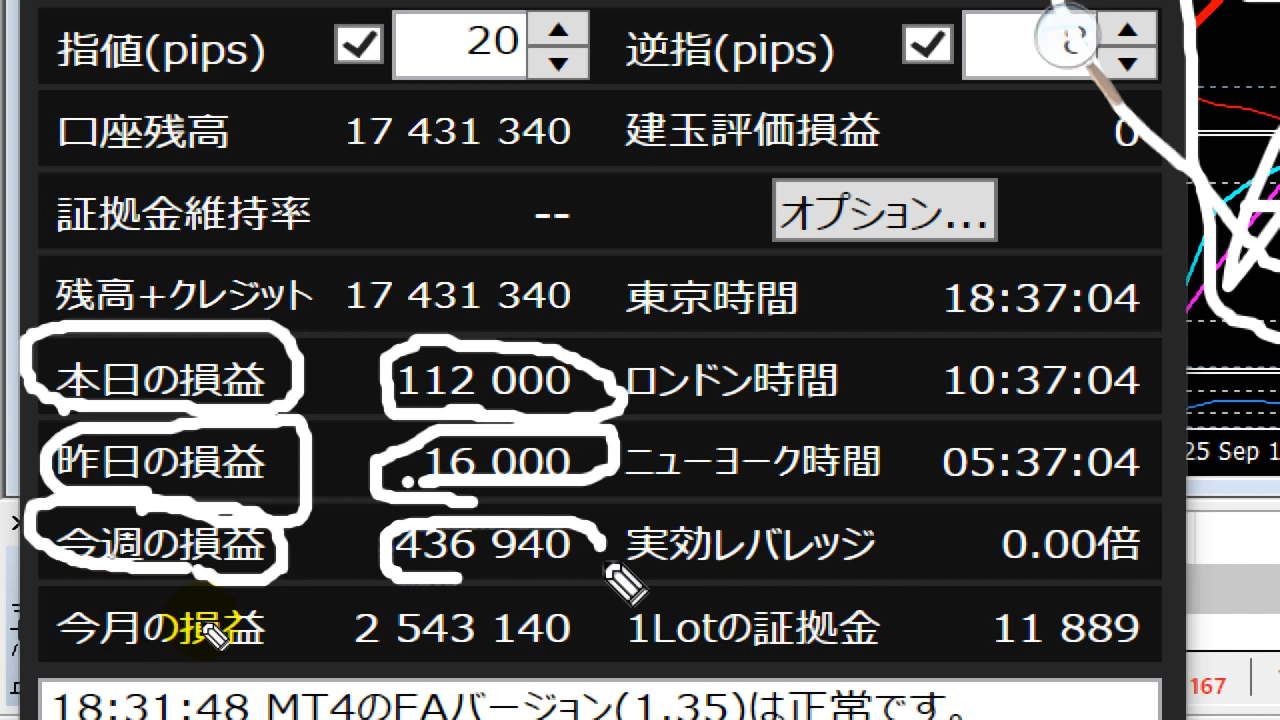 指値(pips) 20 逆指(pips) 8
口座残高 17 431 340 建玉評価損益 0
証拠金維持率 -- オプション...
残高+クレジット 17 431 340 東京時間 18:37:04
本日の損益 112 000 ロンドン時間 10:37:04
昨日の損益 16 000 ニューヨーク時間 05:37:04
25 Sep 1
今週の損益 436 940 実効レバレッジ 0.00倍
今月の損益 2 543 140 1Lotの証拠金 11 889
167
18:31:48 MT4のEAバージョン(1.35)は正常です。